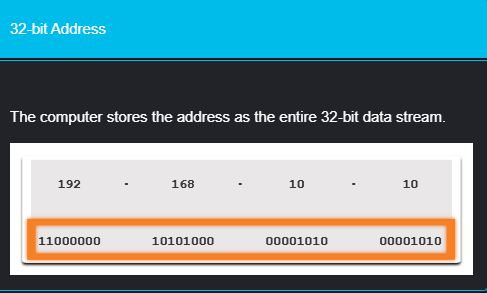 32-bit Address
The computer stores the address as the entire 32-bit data stream.
192 . 168 . 10 . 10
11000000 10101000 00001010 00001010